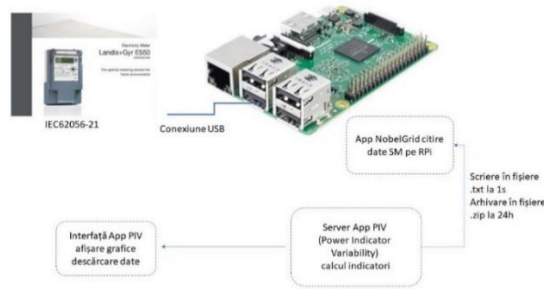 Electricity Meter
Landis+Gyr E550
IEC62056-21
Conexiune USB
App NobelGrid citire
date SM pe RPi
Scriere în fișiere
.txt la 1s
Arhivare în fișiere
.zip la 24h
Server App PIV
(Power Indicator
Variability)
calcul indicatori
Interfață App PIV
afișare grafice
descărcare date